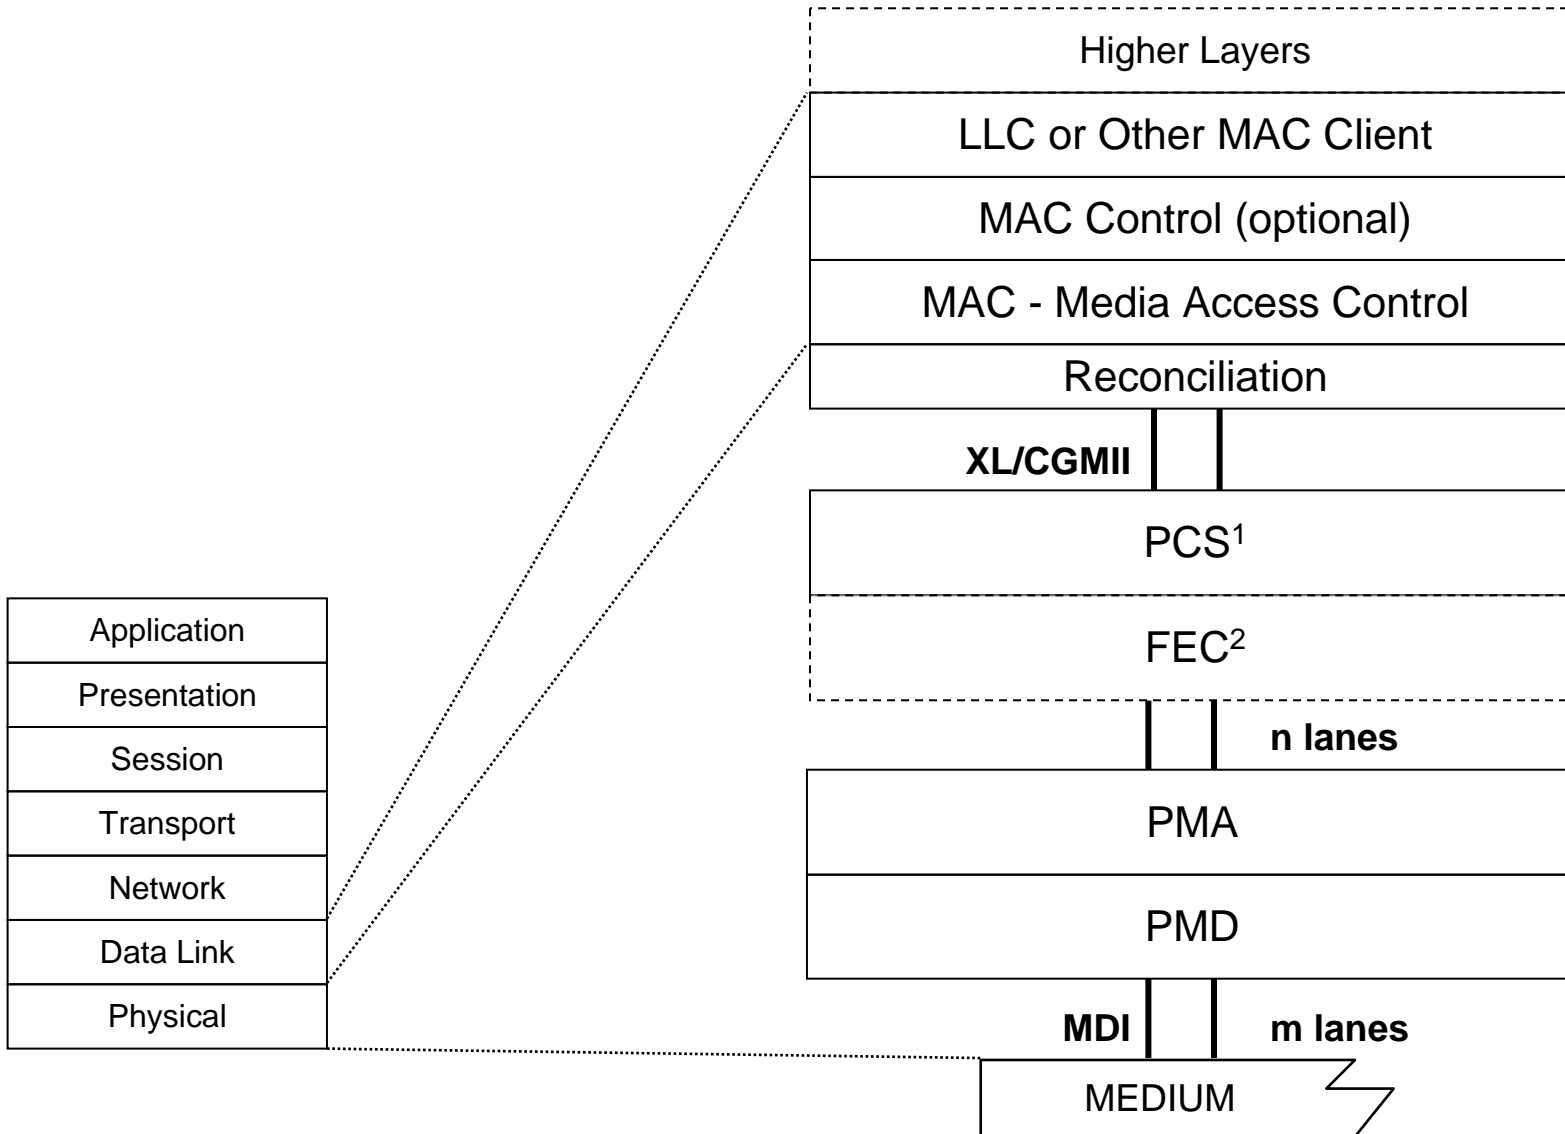 Higher Layers
LLC or Other MAC Client
MAC Control (optional)
MAC - Media Access Control
Reconciliation
XL/CGMII
PCS¹
FEC²
n lanes
PMA
PMD
MDI
m lanes
MEDIUM
Application
Presentation
Session
Transport
Network
Data Link
Physical